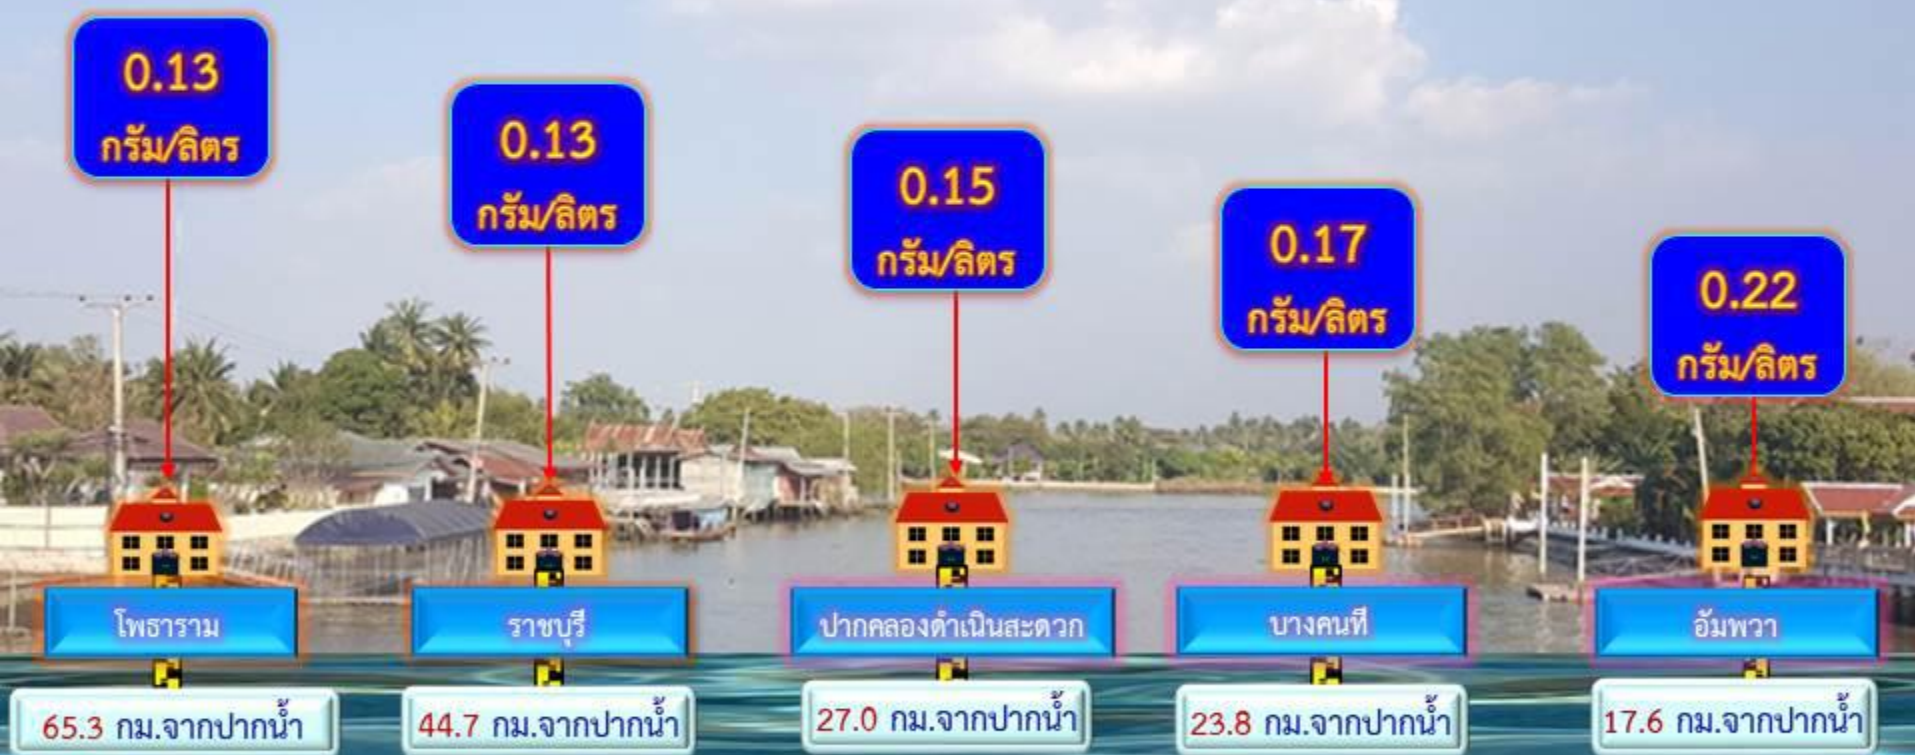 0.13
กรัม/ลิตร
0.13
กรัม/ลิตร
0.15
กรัม/ลิตร
0.17
กรัม/ลิตร
0.22
กรัม/ลิตร
โพธาราม
ราชบุรี
ปากคลองดำเนินสะดวก
บางคนที
อัมพวา
65.3 กม.จากปากน้ำ
44.7 กม.จากปากน้ำ
27.0 กม.จากปากน้ำ
23.8 กม.จากปากน้ำ
17.6 กม.จากปากน้ำ